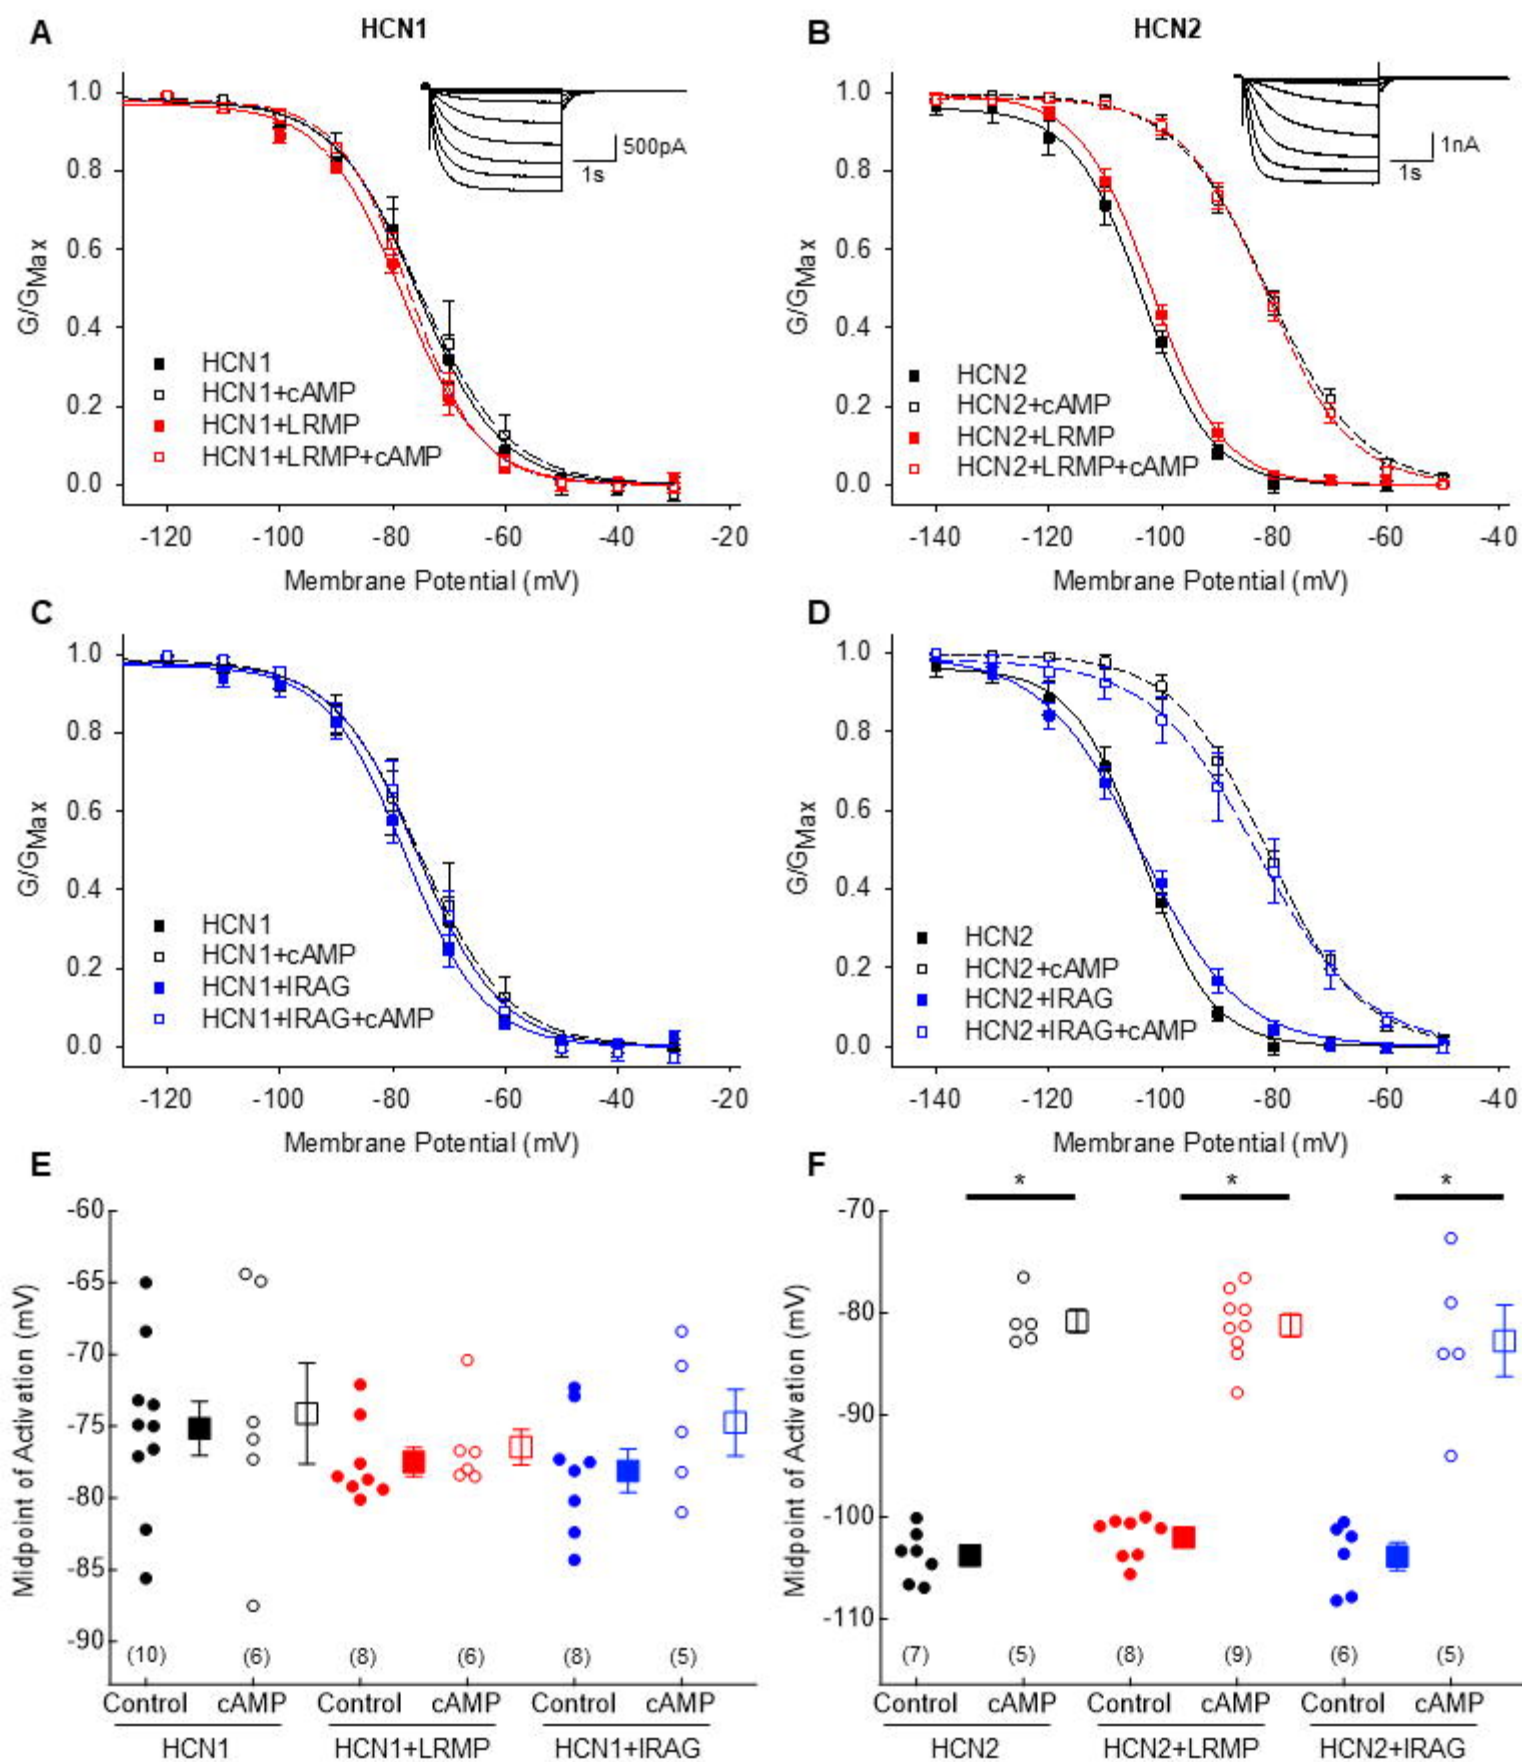 A
HCN1
B
HCN2
1.0
0.8
0.6
0.4
0.2
0.0
G/GMax
500pA
1s
HCN1
HCN1+cAMP
HCN1+LRMP
HCN1+LRMP+cAMP
-120 -100 -80 -60 -40 -20
Membrane Potential (mV)
1.0
0.8
0.6
0.4
0.2
0.0
G/GMax
1nA
1s
HCN2
HCN2+cAMP
HCN2+LRMP
HCN2+LRMP+cAMP
-140 -120 -100 -80 -60 -40
Membrane Potential (mV)
C
1.0
0.8
0.6
0.4
0.2
0.0
G/GMax
HCN1
HCN1+cAMP
HCN1+IRAG
HCN1+IRAG+cAMP
-120 -100 -80 -60 -40 -20
Membrane Potential (mV)
D
1.0
0.8
0.6
0.4
0.2
0.0
G/GMax
HCN2
HCN2+cAMP
HCN2+IRAG
HCN2+IRAG+cAMP
-140 -120 -100 -80 -60 -40
Membrane Potential (mV)
E
-60
-65
-70
-75
-80
-85
-90
Midpoint of Activation (mV)
(10) (6) (8) (6) (8) (5)
Control cAMP Control cAMP Control cAMP
HCN1 HCN1+LRMP HCN1+IRAG
F
* * *
-70
-80
-90
-100
-110
Midpoint of Activation (mV)
(7) (5) (8) (9) (6) (5)
Control cAMP Control cAMP Control cAMP
HCN2 HCN2+LRMP HCN2+IRAG